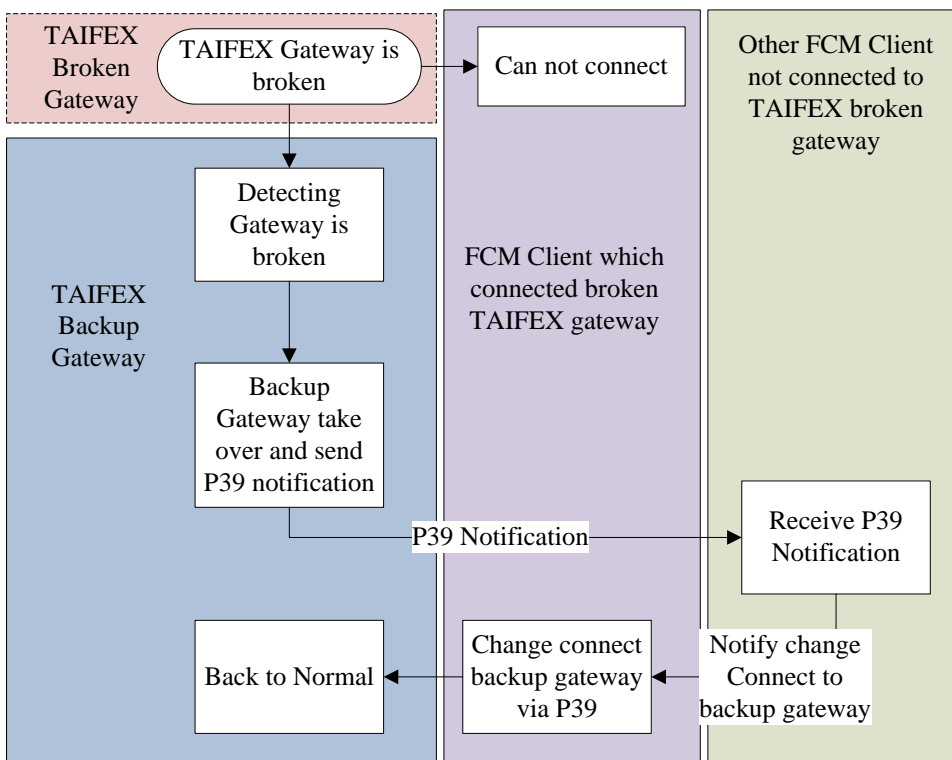 TAIFEX
Broken
Gateway
TAIFEX Gateway is
broken
Can not connect
Other FCM Client
not connected to
TAIFEX broken
gateway
Detecting
Gateway is
broken
TAIFEX
Backup
Gateway
FCM Client which
connected broken
TAIFEX gateway
Backup
Gateway take
over and send
P39 notification
P39 Notification
Receive P39
Notification
Notify change
Connect to
backup gateway
Change connect
backup gateway
via P39
Back to Normal